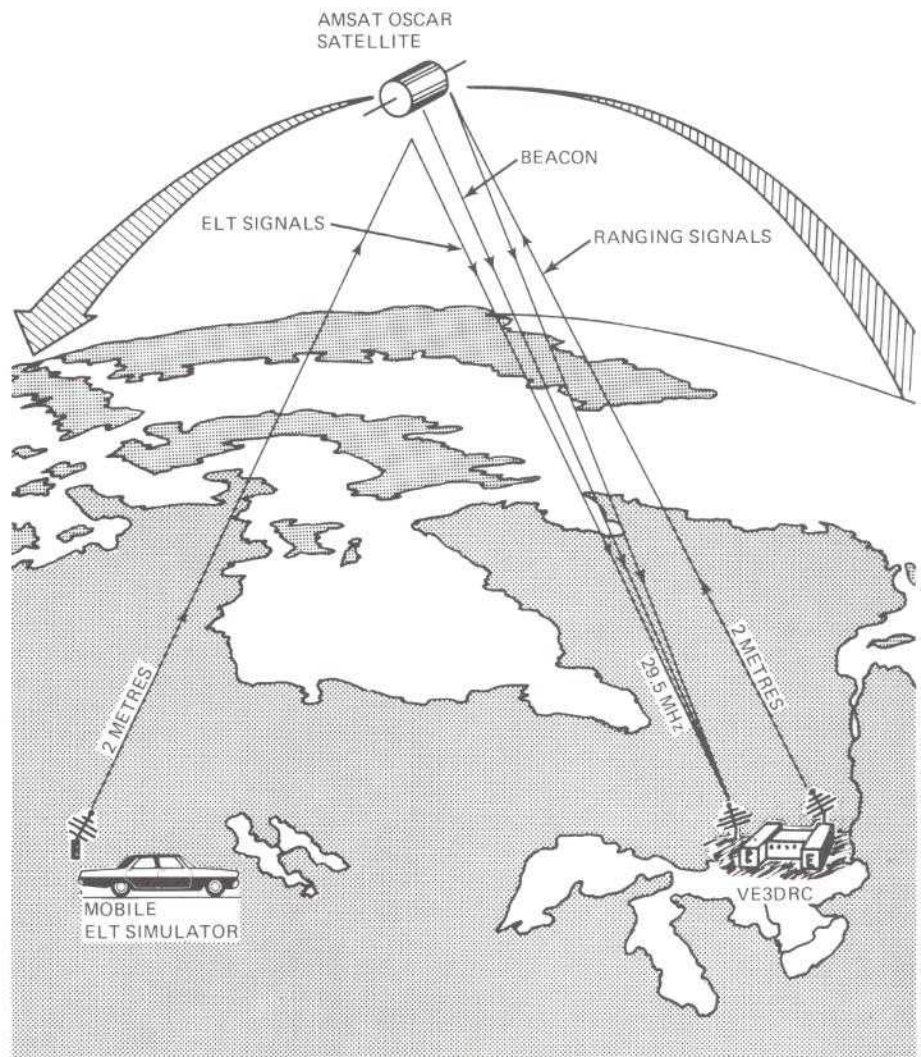 AMSAT OSCAR
SATELLITE
BEACON
ELT SIGNALS
RANGING SIGNALS
2 METRES
29.5 MHz
2 METRES
MOBILE
ELT SIMULATOR
VE3DRC